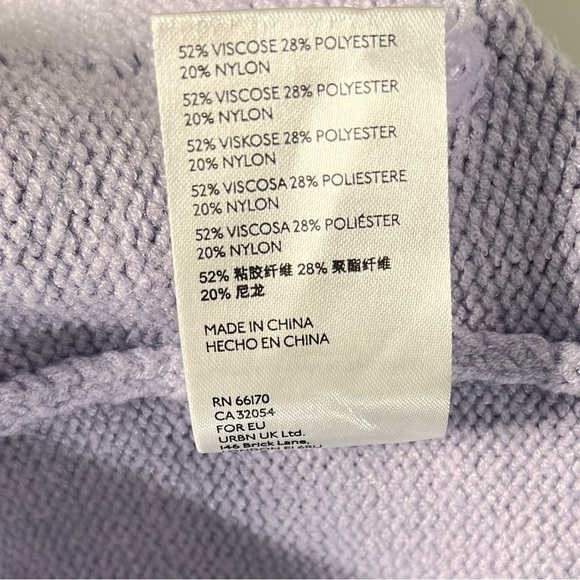 52% VISCOSE 28% POLYESTER
20% NYLON
52% VISCOSE 28% POLYESTER
20% NYLON
52% VISKOSE 28% POLYESTER
20% NYLON
52% VISCOSA 28% POLIESTERE
20% NYLON
52% VISCOSA 28% POLIÉSTER
20% NYLON
52% 粘胶纤维 28% 聚酯纤维
20% 尼龙
MADE IN CHINA
HECHO EN CHINA
RN 66170
CA 32054
FOR EU
URBN UK Ltd.
146 Brick Lane,
LONDON E1 6RU